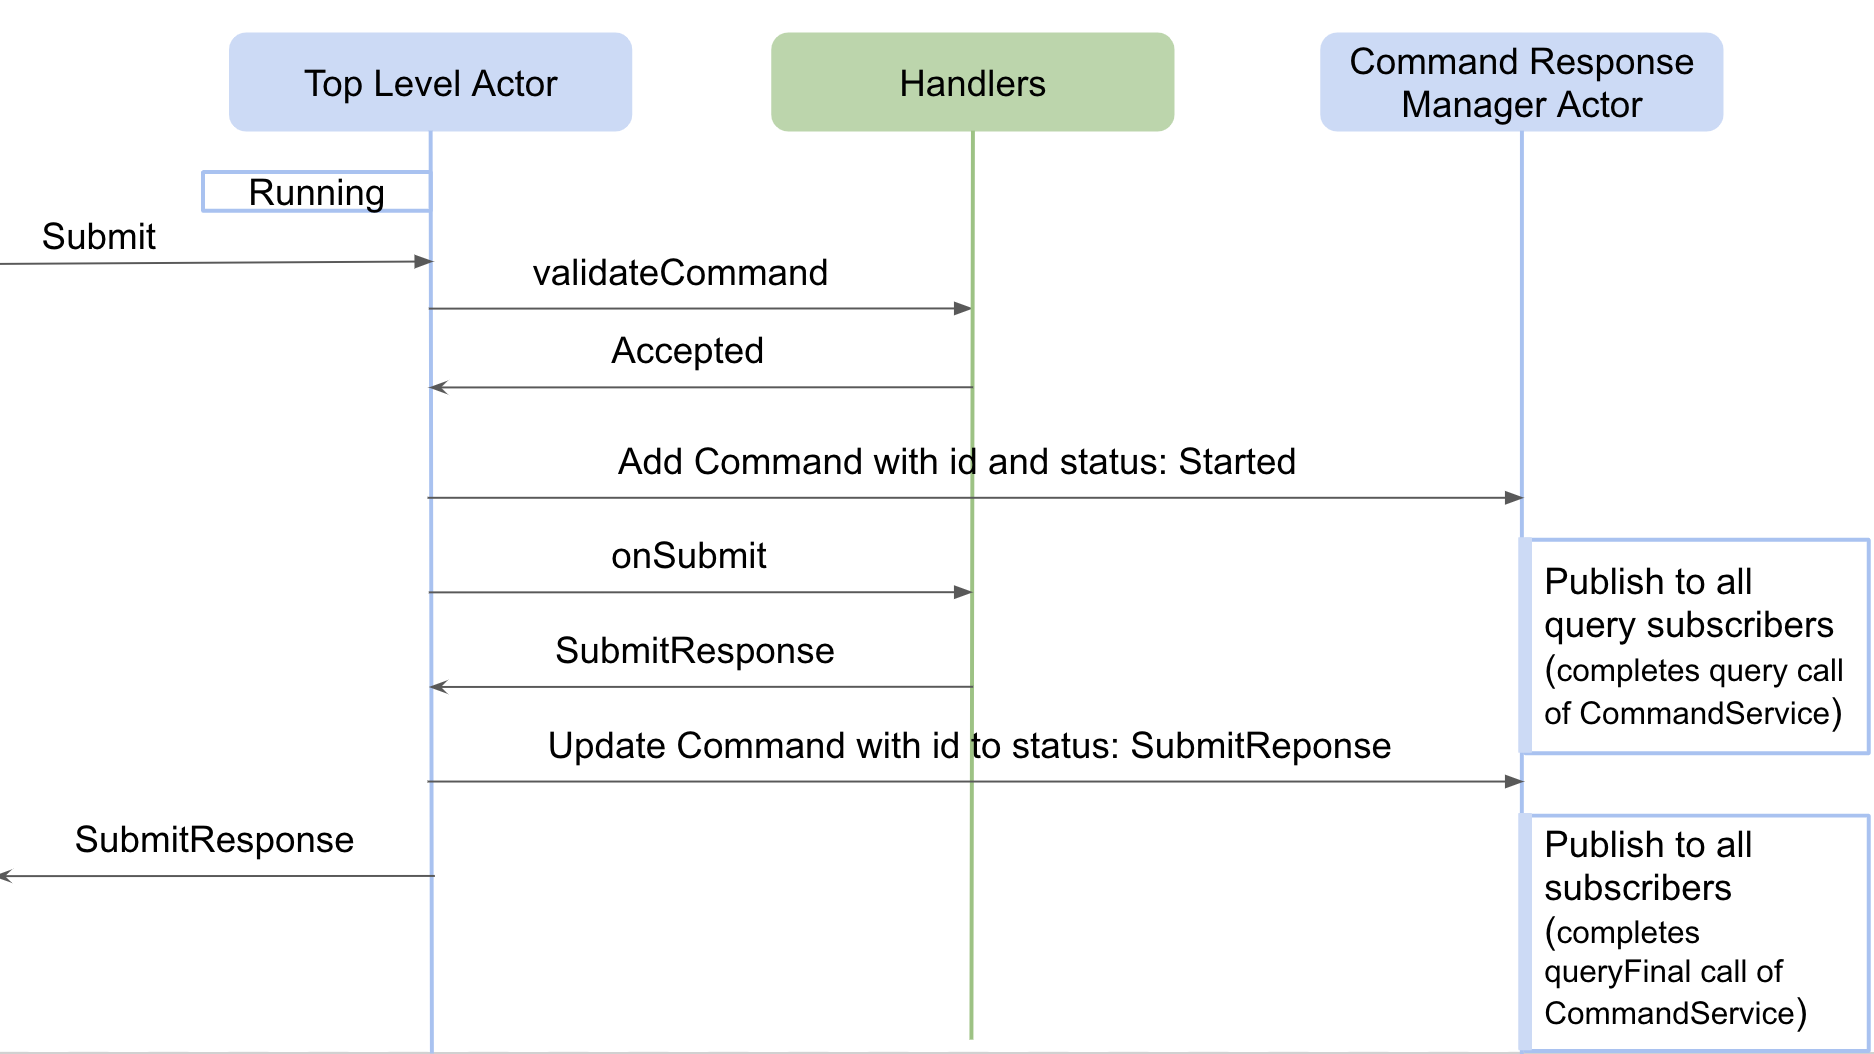 Top Level Actor
Handlers
Command Response
Manager Actor
Running
Submit
validateCommand
Accepted
Add Command with id and status: Started
onSubmit
Publish to all
query subscribers
(completes query call
of CommandService)
SubmitResponse
Update Command with id to status: SubmitReponse
SubmitResponse
Publish to all
subscribers
(completes
queryFinal call of
CommandService)